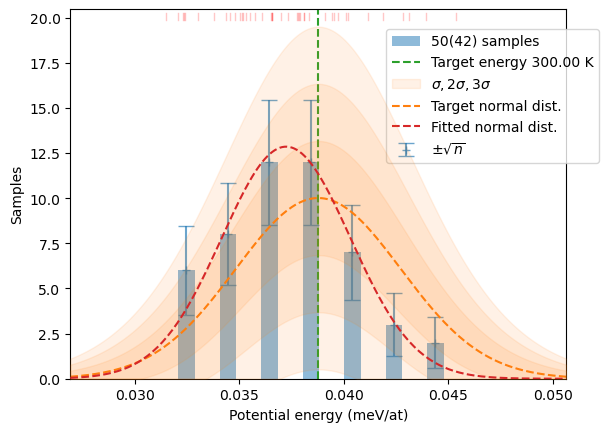 20.0
17.5
15.0
12.5
10.0
7.5
5.0
2.5
0.0
Samples
50(42) samples
Target energy 300.00 K
σ, 2σ, 3σ
Target normal dist.
Fitted normal dist.
±√n
0.030 0.035 0.040 0.045 0.050
Potential energy (meV/at)